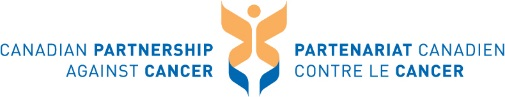 CANADIAN PARTNERSHIP
AGAINST CANCER
PARTENARIAT CANADIEN
CONTRE LE CANCER